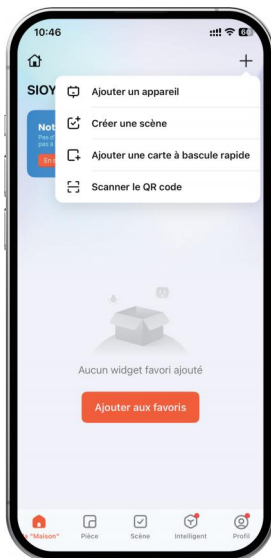 10:46
SIOY
Ajouter un appareil
Créer une scène
Ajouter une carte à bascule rapide
Scanner le QR code
Not
Aucun widget favori ajouté
Ajouter aux favoris
"Maison"
Pièce
Scène
Intelligent
Profil